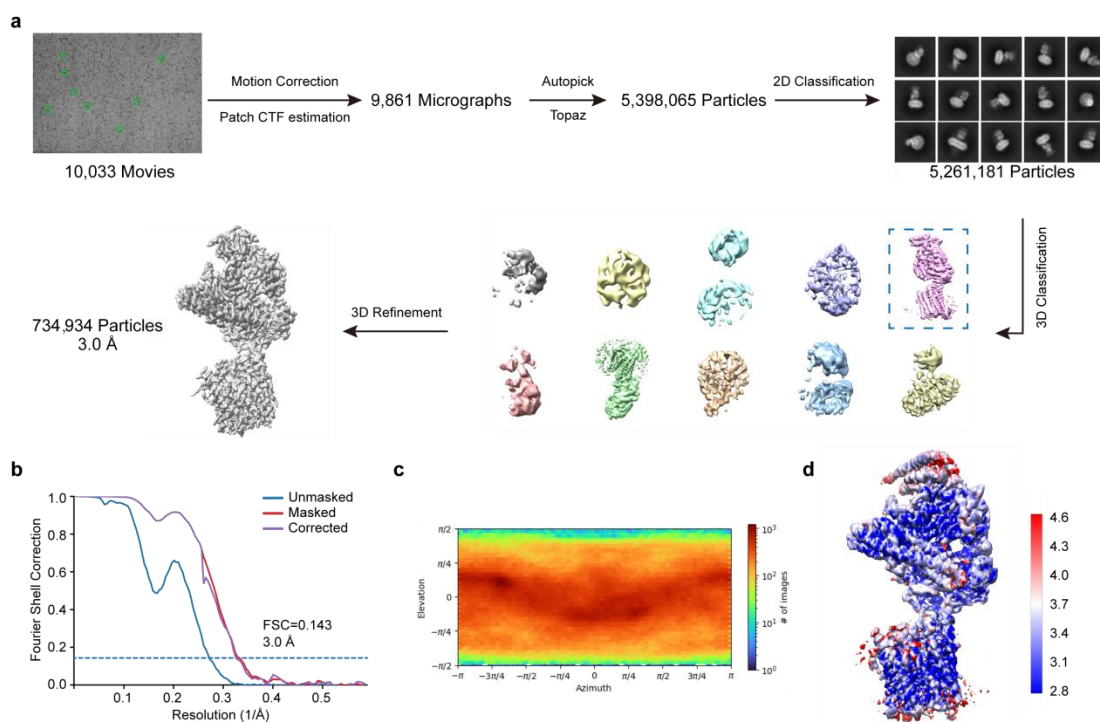 a
Motion Correction
Patch CTF estimation
9,861 Micrographs
Autopick
Topaz
5,398,065 Particles
2D Classification
10,033 Movies
5,261,181 Particles
3D Classification
3D Refinement
734,934 Particles
3.0 Å
b
Fourier Shell Correction
1.0
0.8
0.6
0.4
0.2
0.0
Unmasked
Masked
Corrected
FSC=0.143
3.0 Å
0.1 0.2 0.3 0.4 0.5
Resolution (1/Å)
c
Elevation
π/2
π/4
0
−π/4
−π/2
−π −3π/4 −π/2 −π/4 0 π/4 π/2 3π/4 π
Azimuth
10³
10²
10¹
10⁰
# of images
d
4.6
4.3
4.0
3.7
3.4
3.1
2.8